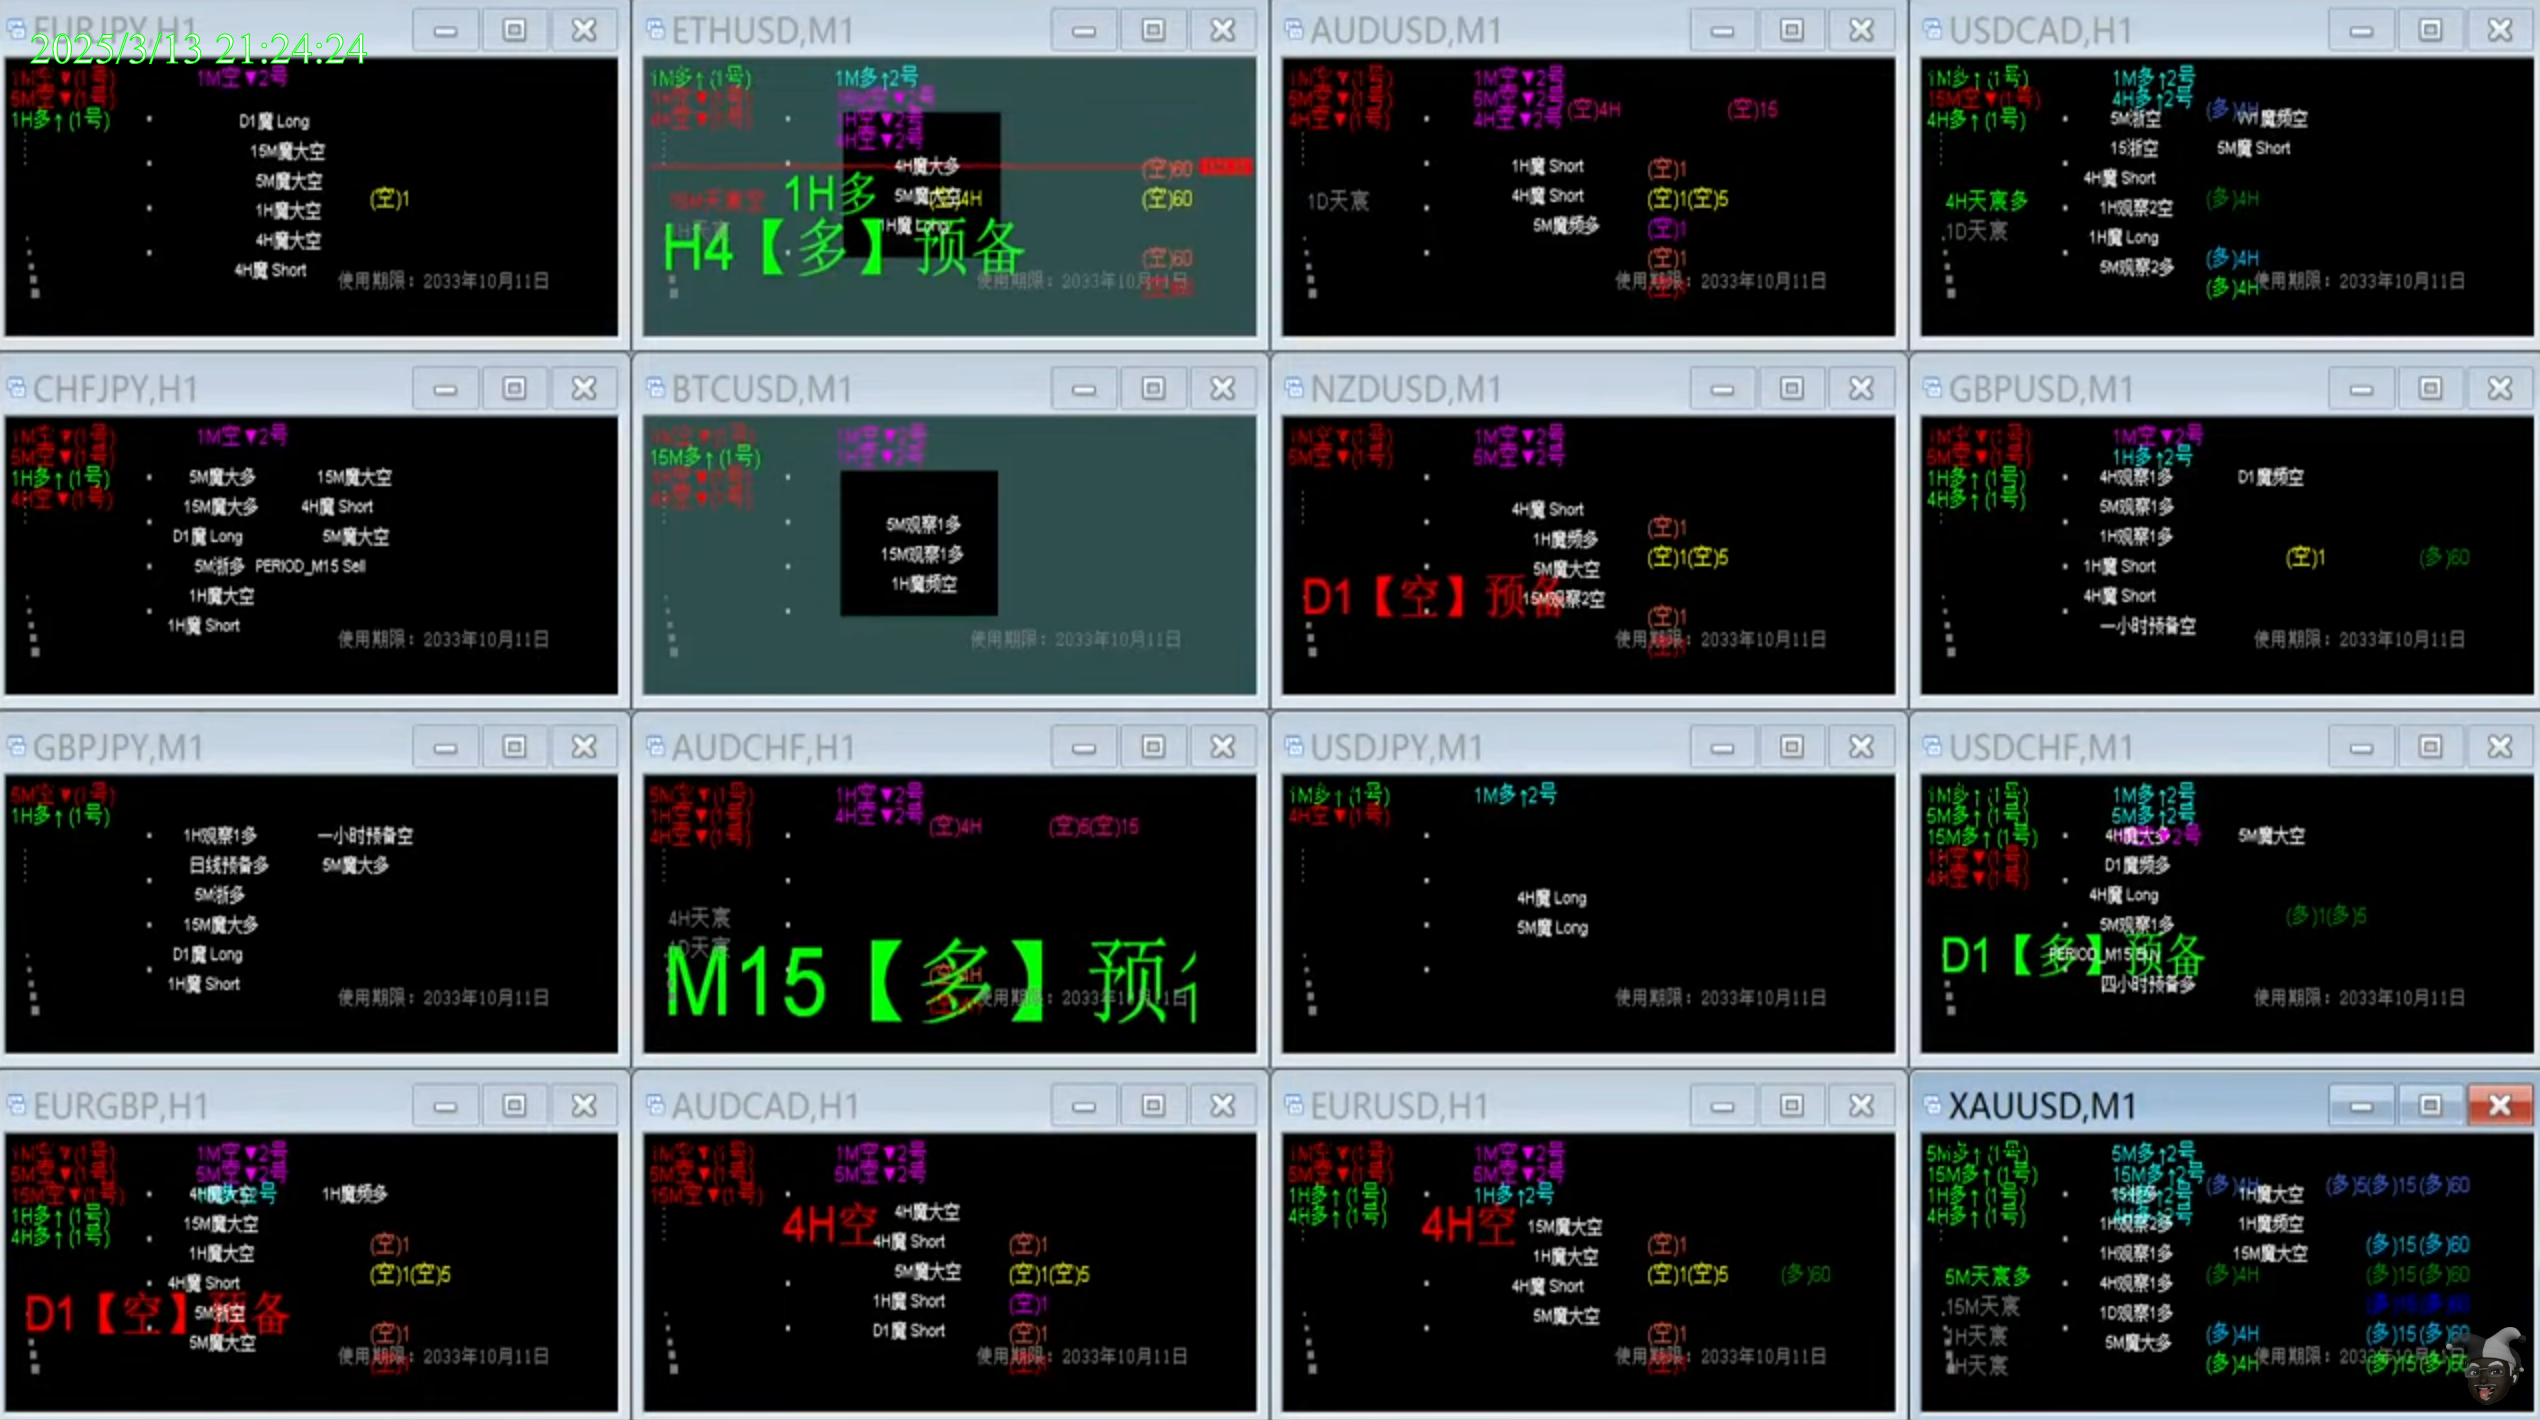 EURJPY,H1
2025/3/13 21:24:24
1M空▼(1号)
1M空▼2号
5M空▼(1号)
1H多↑(1号)
D1魔 Long
15M魔大空
5M魔大空
(空)1
1H魔大空
4H魔大空
4H魔 Short
使用期限：2033年10月11日
ETHUSD,M1
1M多↑(1号)
1M多↑2号
1H空▼2号
4H空▼2号
4H魔大多
(空)60
1H多
5M魔大空
4H
(空)60
15M天宸空
1H魔 Long
H4【多】预备
(空)60
使用期限：2033年10月11日
AUDUSD,M1
1M空▼(1号)
1M空▼2号
5M空▼(1号)
5M空▼2号
4H空▼(1号)
4H空▼2号
(空)4H
(空)15
1H魔 Short
(空)1
1D天宸
4H魔 Short
(空)1(空)5
5M魔频多
(空)1
(空)1
使用期限：2033年10月11日
USDCAD,H1
1M多↑(1号)
1M多↑2号
15M空▼(1号)
4H多↑2号
4H多↑(1号)
(多)4H
5M浙空
W1魔频空
15浙空
5M魔 Short
4H魔 Short
4H天宸多
1H观察2空
(多)4H
1D天宸
1H魔 Long
5M观察2多
(多)4H
(多)4H
使用期限：2033年10月11日
CHFJPY,H1
1M空▼(1号)
1M空▼2号
5M空▼(1号)
1H多↑(1号)
4H空▼(1号)
5M魔大多
15M魔大空
15M魔大多
4H魔 Short
D1魔 Long
5M魔大空
5M浙多
PERIOD_M15 Sell
1H魔大空
1H魔 Short
使用期限：2033年10月11日
BTCUSD,M1
1M空▼(1号)
1M空▼2号
15M多↑(1号)
1H空▼2号
5M观察1多
15M观察1多
1H魔频空
使用期限：2033年10月11日
NZDUSD,M1
1M空▼(1号)
1M空▼2号
5M空▼(1号)
5M空▼2号
4H魔 Short
(空)1
1H魔频多
(空)1(空)5
5M魔大空
D1【空】预备
15M观察2空
(空)1
使用期限：2033年10月11日
GBPUSD,M1
1M空▼(1号)
1M空▼2号
5M空▼(1号)
1H多↑2号
1H多↑(1号)
4H多↑(1号)
4H观察1多
D1魔频空
5M观察1多
1H观察1多
1H魔 Short
(空)1
(多)60
4H魔 Short
一小时预备空
使用期限：2033年10月11日
GBPJPY,M1
5M空▼(1号)
1H多↑(1号)
1H观察1多
一小时预备空
日线预备多
5M魔大多
5M浙多
15M魔大多
D1魔 Long
1H魔 Short
使用期限：2033年10月11日
AUDCHF,H1
5M空▼(1号)
1H空▼2号
1H空▼(1号)
4H空▼2号
4H空▼(1号)
(空)4H
(空)5(空)15
4H天宸
1D天宸
M15【多】预
(空)4H
使用期限：2033年10月11日
USDJPY,M1
1M多↑(1号)
1M多↑2号
4H空▼(1号)
4H魔 Long
5M魔 Long
使用期限：2033年10月11日
USDCHF,M1
1M多↑(1号)
1M多↑2号
5M多↑(1号)
5M多↑2号
15M多↑(1号)
4H魔大多
5M魔大空
1H空▼(1号)
D1魔频多
4H空▼(1号)
4H魔 Long
5M观察1多
(多)1(多)5
D1【多】预备
PERIOD_M15 Buy
四小时预备多
使用期限：2033年10月11日
EURGBP,H1
1M空▼(1号)
1M空▼2号
5M空▼(1号)
5M空▼2号
15M空▼(1号)
4H魔大空
1H魔频多
1H多↑(1号)
4H多↑(1号)
15M魔大空
1H魔大空
(空)1
4H魔 Short
(空)1(空)5
D1【空】预备
5M浙空
5M魔大空
(空)1
使用期限：2033年10月11日
AUDCAD,H1
1M空▼(1号)
1M空▼2号
5M空▼(1号)
5M空▼2号
15M空▼(1号)
4H空
4H魔大空
4H魔 Short
(空)1
5M魔大空
(空)1(空)5
1H魔 Short
(空)1
D1魔 Short
(空)1
使用期限：2033年10月11日
EURUSD,H1
1M空▼(1号)
1M空▼2号
5M空▼(1号)
5M空▼2号
1H多↑(1号)
1H多↑2号
4H多↑(1号)
4H空
15M魔大空
1H魔大空
(空)1
4H魔 Short
(空)1(空)5
(多)60
5M魔大空
(空)1
使用期限：2033年10月11日
XAUUSD,M1
5M多↑(1号)
5M多↑2号
15M多↑(1号)
15M多↑2号
1H多↑(1号)
4H多↑(1号)
(多)4H
1H魔大空
(多)5(多)15(多)60
1H观察2多
1H魔频空
1H观察1多
15M魔大空
(多)15(多)60
5M天宸多
4H观察1多
(多)4H
(多)15(多)60
15M天宸
1D观察1多
(多)15(多)60
1H天宸
5M魔大多
(多)4H
(多)15(多)60
4H天宸
(多)4H
(多)15(多)60